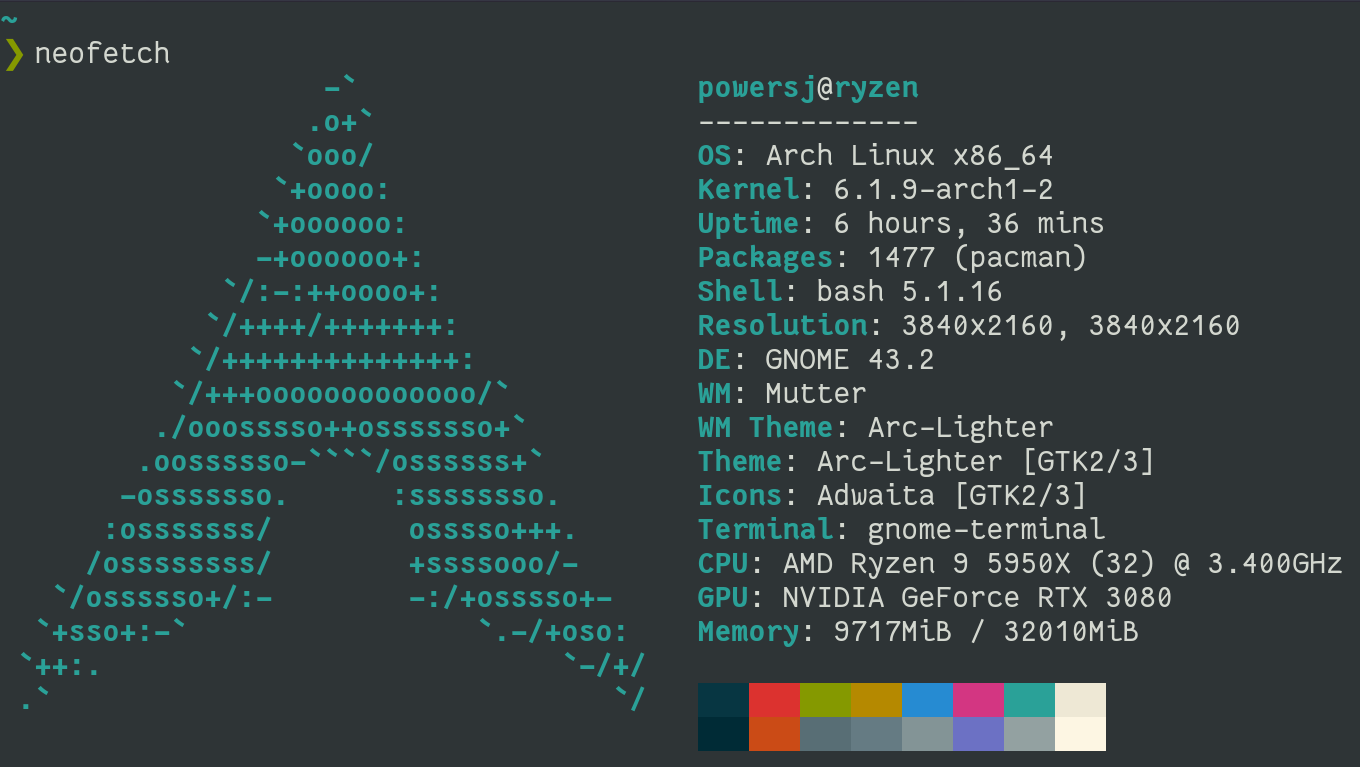 ~
❯ neofetch
                   -`
                  .o+`
                 `ooo/
                `+oooo:
               `+oooooo:
               -+oooooo+:
             `/:-:++oooo+:
            `/++++/+++++++:
           `/++++++++++++++:
          `/+++ooooooooooooo/`
         ./ooosssso++osssssso+`
        .oossssso-````/ossssss+`
       -osssssso.      :ssssssso.
      :osssssss/        osssso+++.
     /ossssssss/        +ssssooo/-
   `/ossssso+/:-        -:/+osssso+-
  `+sso+:-`                 `.-/+oso:
 `++:.                           `-/+/
 .`                                 `/
powersj@ryzen
-------------
OS: Arch Linux x86_64
Kernel: 6.1.9-arch1-2
Uptime: 6 hours, 36 mins
Packages: 1477 (pacman)
Shell: bash 5.1.16
Resolution: 3840x2160, 3840x2160
DE: GNOME 43.2
WM: Mutter
WM Theme: Arc-Lighter
Theme: Arc-Lighter [GTK2/3]
Icons: Adwaita [GTK2/3]
Terminal: gnome-terminal
CPU: AMD Ryzen 9 5950X (32) @ 3.400GHz
GPU: NVIDIA GeForce RTX 3080
Memory: 9717MiB / 32010MiB